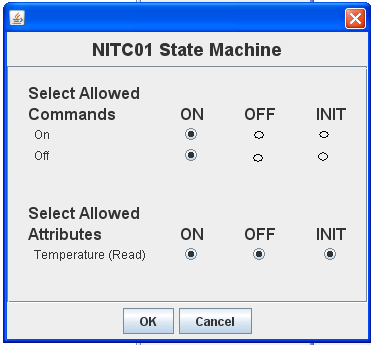 NITC01 State Machine
Select Allowed
Commands ON OFF INIT
On
Off
Select Allowed
Attributes ON OFF INIT
Temperature (Read)
OK Cancel